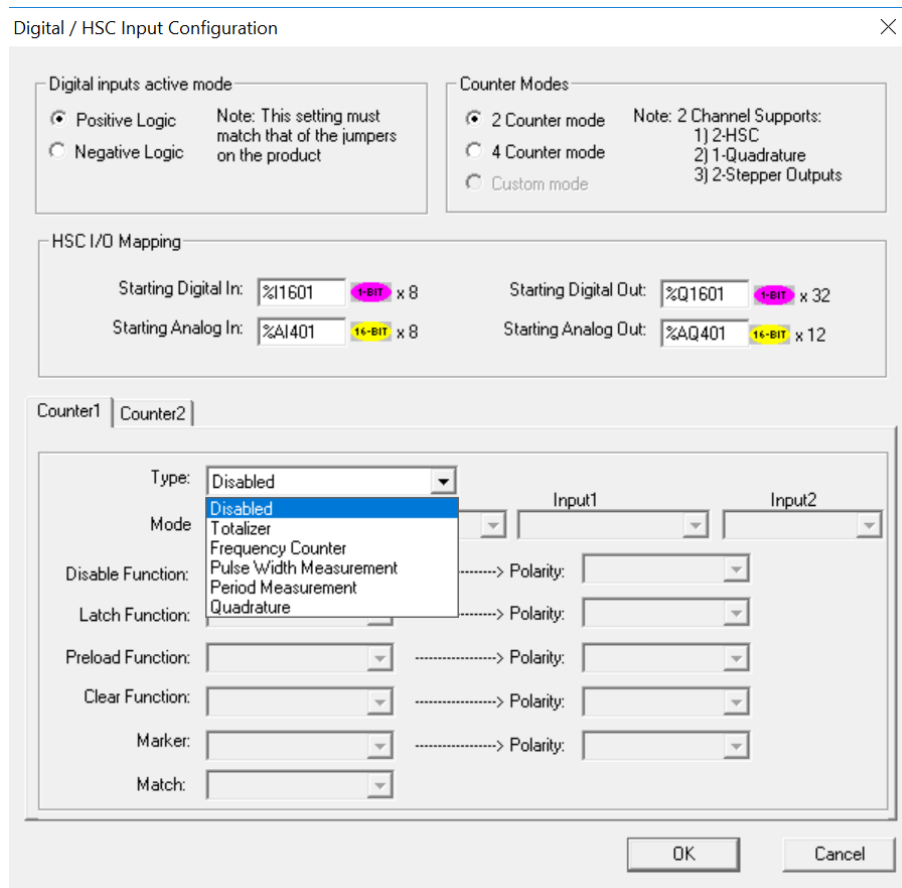 Digital / HSC Input Configuration
Digital inputs active mode
Positive Logic
Negative Logic
Note: This setting must
match that of the jumpers
on the product
Counter Modes
2 Counter mode
4 Counter mode
Custom mode
Note: 2 Channel Supports:
1) 2-HSC
2) 1-Quadrature
3) 2-Stepper Outputs
HSC I/O Mapping
Starting Digital In: %I1601 1-BIT x 8
Starting Digital Out: %Q1601 1-BIT x 32
Starting Analog In: %AI401 16-BIT x 8
Starting Analog Out: %AQ401 16-BIT x 12
Counter1 Counter2
Type: Disabled
Disabled
Totalizer
Frequency Counter
Pulse Width Measurement
Period Measurement
Quadrature
Input1 Input2
Mode
Disable Function: --------> Polarity:
Latch Function: --------> Polarity:
Preload Function: -----------------> Polarity:
Clear Function: -----------------> Polarity:
Marker: -----------------> Polarity:
Match:
OK Cancel